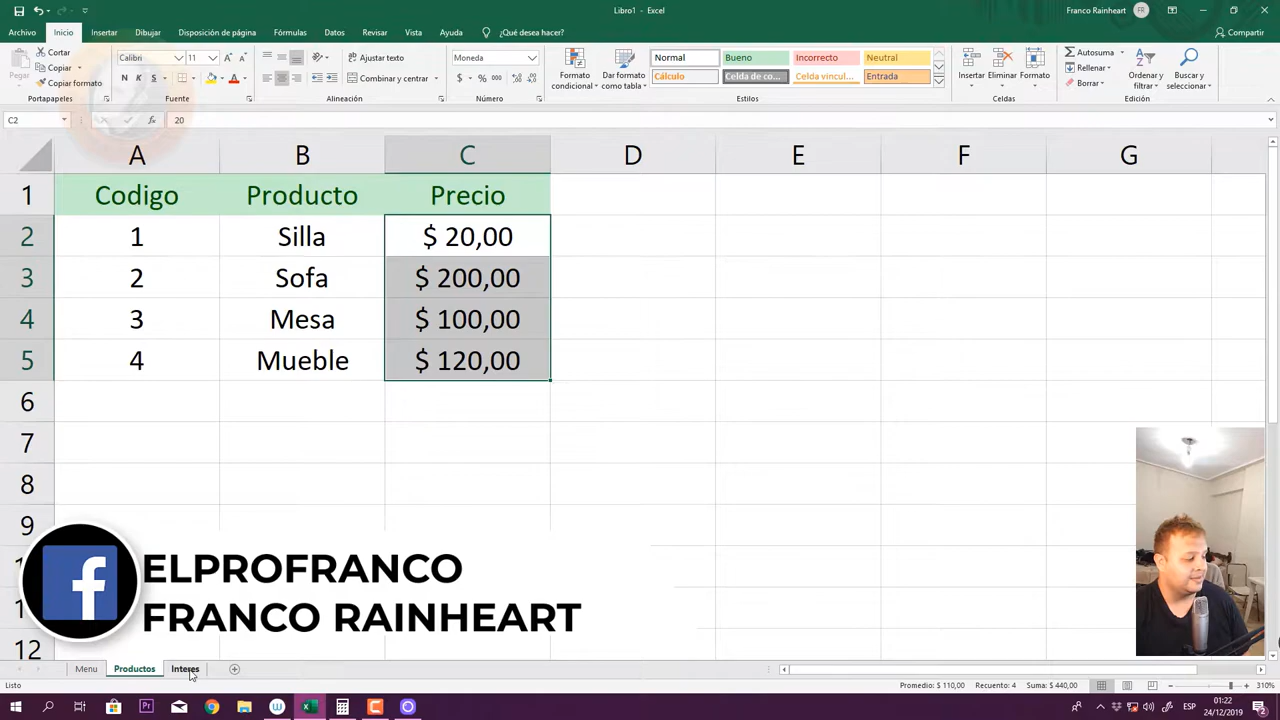 Libro1 - Excel
Franco Rainheart
FR
Archivo Inicio Insertar Dibujar Disposición de página Fórmulas Datos Revisar Vista Ayuda ¿Qué desea hacer? Compartir
Pegar
Cortar
Copiar
Copiar formato
Portapapeles
Calibri 11
N K S
Fuente
Ajustar texto
Combinar y centrar
Alineación
Moneda
$ % 000
Número
Formato condicional
Dar formato como tabla
Normal Bueno Incorrecto Neutral
Cálculo Celda de co... Celda vincul... Entrada
Estilos
Insertar Eliminar Formato
Celdas
Autosuma
Rellenar
Borrar
Ordenar y filtrar
Buscar y seleccionar
Edición
C2 fx 20
A B C D E F G
1 Codigo Producto Precio
2 1 Silla $ 20,00
3 2 Sofa $ 200,00
4 3 Mesa $ 100,00
5 4 Mueble $ 120,00
6
7
8
9
12
f
ELPROFRANCO
FRANCO RAINHEART
Menu Productos Interes
Listo
Promedio: $ 110,00 Recuento: 4 Suma: $ 440,00
310%
Pr
ESP
01:22
24/12/2019
2